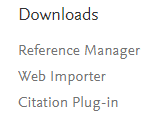 Downloads
Reference Manager
Web Importer
Citation Plug-in